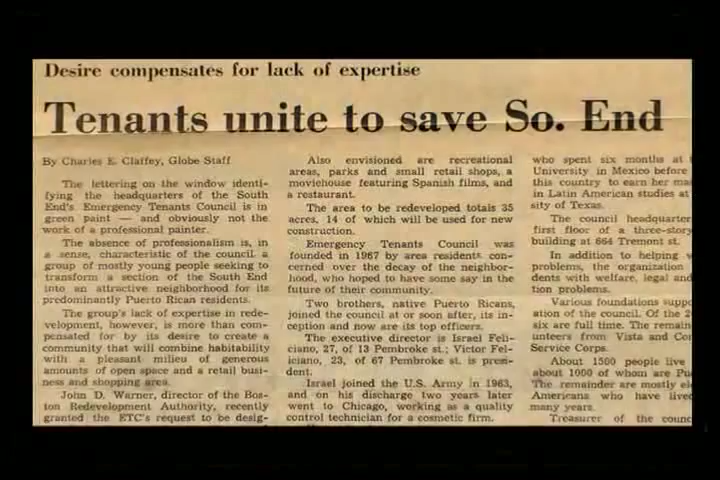 Desire compensates for lack of expertise
Tenants unite to save So. End
By Charles E. Claffey, Globe Staff
The lettering on the window identi-
fying the headquarters of the South
End's Emergency Tenants Council is in
green paint — and obviously not the
work of a professional painter.
The absence of professionalism is, in
a sense, characteristic of the council, a
group of mostly young people seeking to
transform a section of the South End
into an attractive neighborhood for its
predominantly Puerto Rican residents.
The group's lack of expertise in rede-
velopment, however, is more than com-
pensated for by its desire to create a
community that will combine habitability
with a pleasant milieu of generous
amounts of open space and a retail busi-
ness and shopping area.
John D. Warner, director of the Bos-
ton Redevelopment Authority, recently
granted the ETC's request to be desig-
Also envisioned are recreational
areas, parks and small retail shops, a
moviehouse featuring Spanish films, and
a restaurant.
The area to be redeveloped totals 35
acres, 14 of which will be used for new
construction.
Emergency Tenants Council was
founded in 1967 by area residents con-
cerned over the decay of the neighbor-
hood, who hoped to have some say in the
future of their community.
Two brothers, native Puerto Ricans,
joined the council at or soon after, its in-
ception and now are its top officers.
The executive director is Israel Feli-
ciano, 27, of 13 Pembroke st.; Victor Fel-
iciano, 23, of 67 Pembroke st. is presi-
dent.
Israel joined the U.S. Army in 1963,
and on his discharge two years later
went to Chicago, working as a quality
control technician for a cosmetic firm.
who spent six months at
University in Mexico before
this country to earn her
in Latin American studies at
sity of Texas.
The council headquarter
first floor of a three-story
building at 664 Tremont st.
In addition to helping
problems, the organization
dents with welfare, legal and
tion problems.
Various foundations
ation of the council. Of the
six are full time. The remain
unteers from Vista and
Service Corps.
About 1500 people live
about 1000 of whom are
The remainder are mostly
Americans who have lived
many years.
Treasurer of the counc